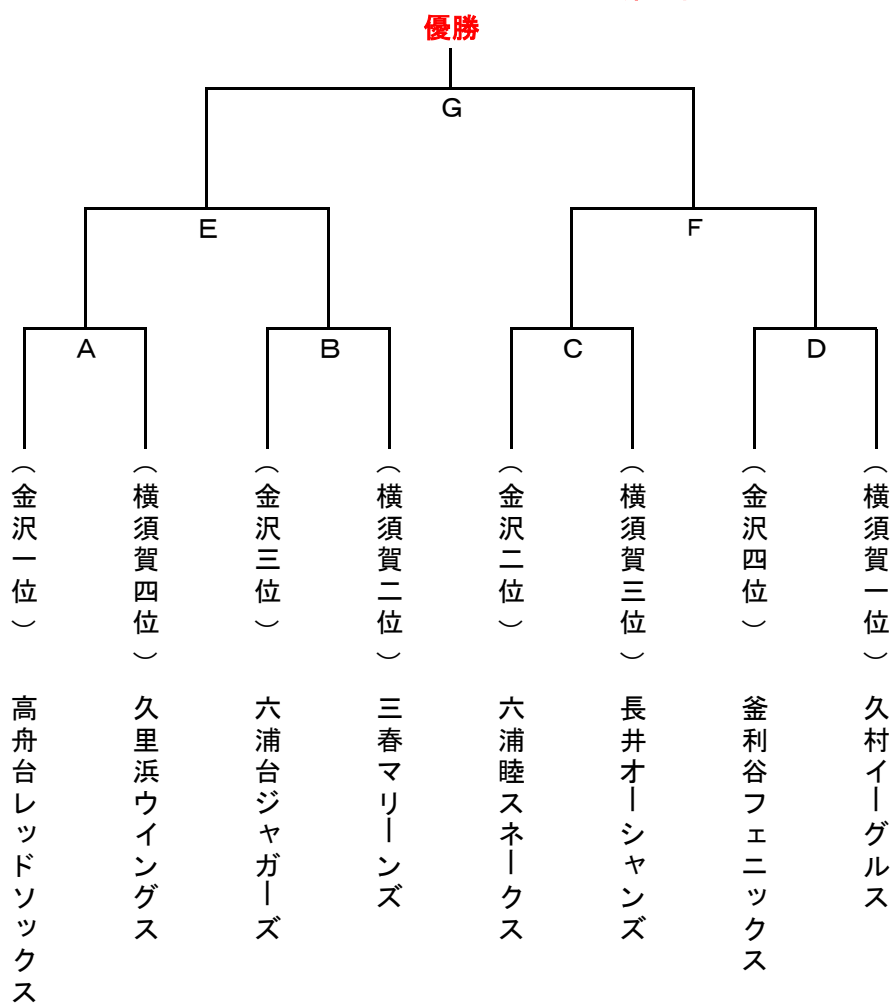 優勝
G
E
F
A
B
C
D
（金沢一位） 高舟台レッドソックス
（横須賀四位） 久里浜ウイングス
（金沢三位） 六浦台ジャガーズ
（横須賀二位） 三春マリーンズ
（金沢二位） 六浦睦スネークス
（横須賀三位） 長井オーシャンズ
（金沢四位） 釜利谷フェニックス
（横須賀一位） 久村イーグルス